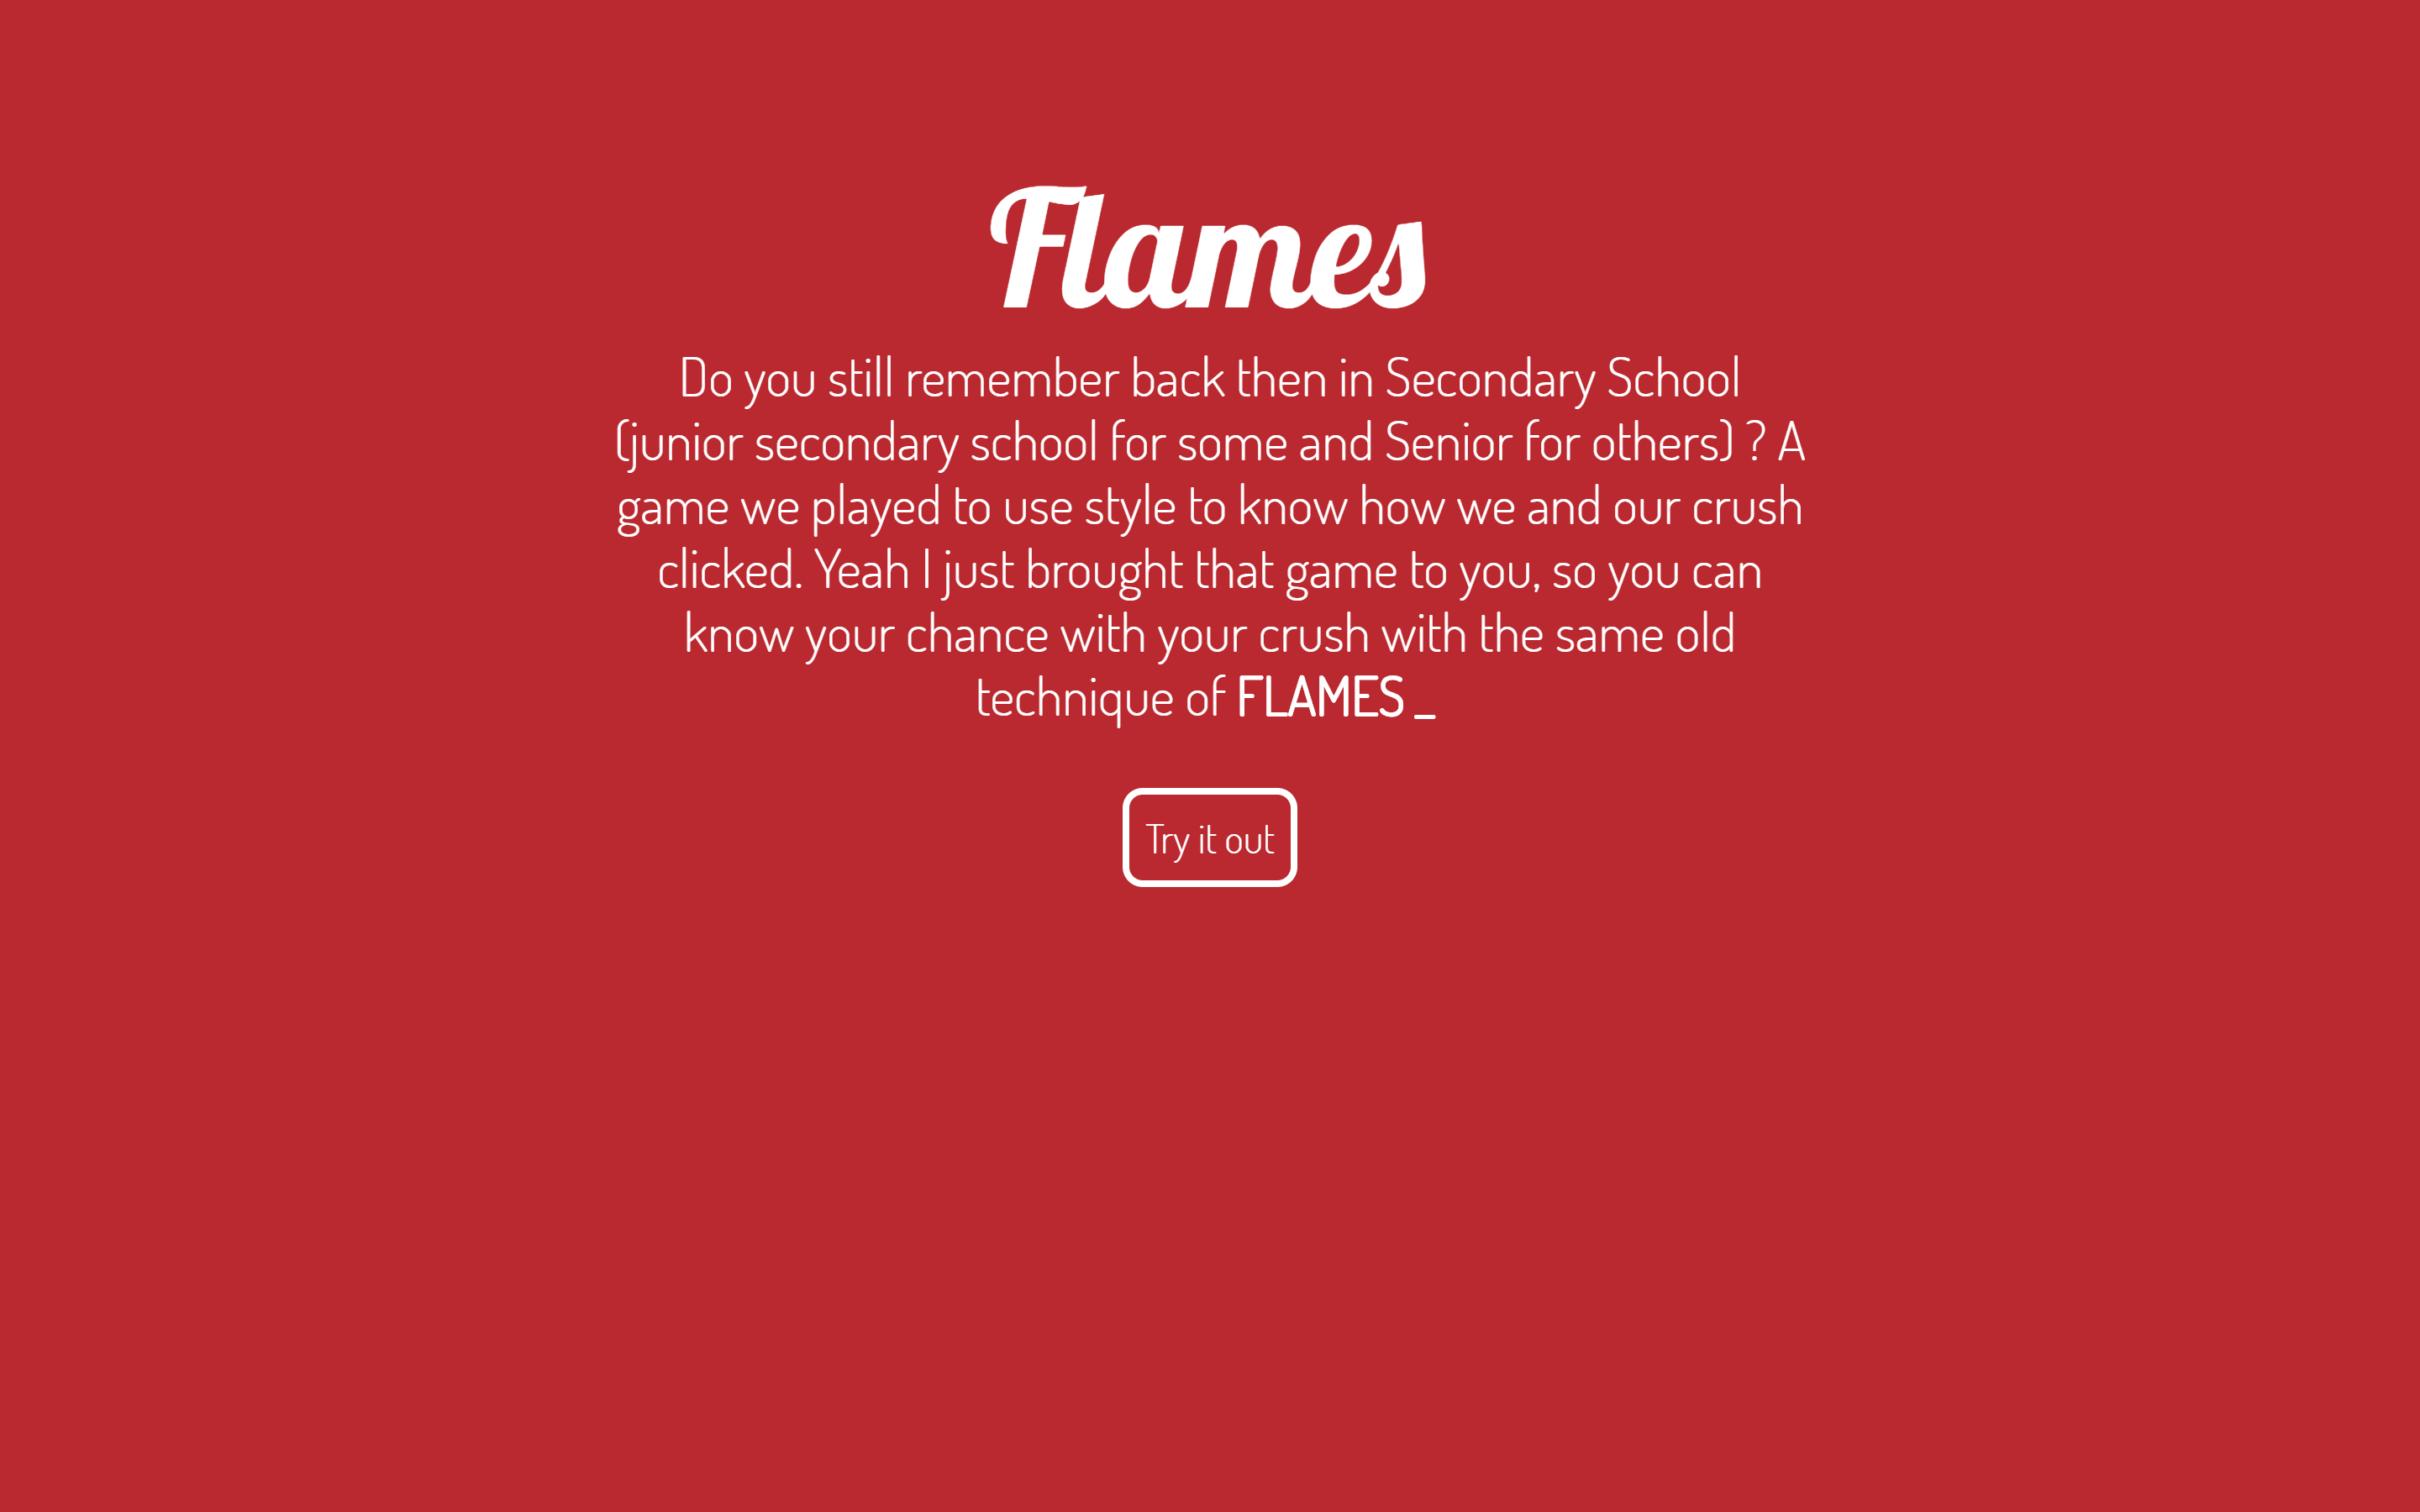 Flames
Do you still remember back then in Secondary School
(junior secondary school for some and Senior for others) ? A
game we played to use style to know how we and our crush
clicked. Yeah I just brought that game to you, so you can
know your chance with your crush with the same old
technique of FLAMES _
Try it out